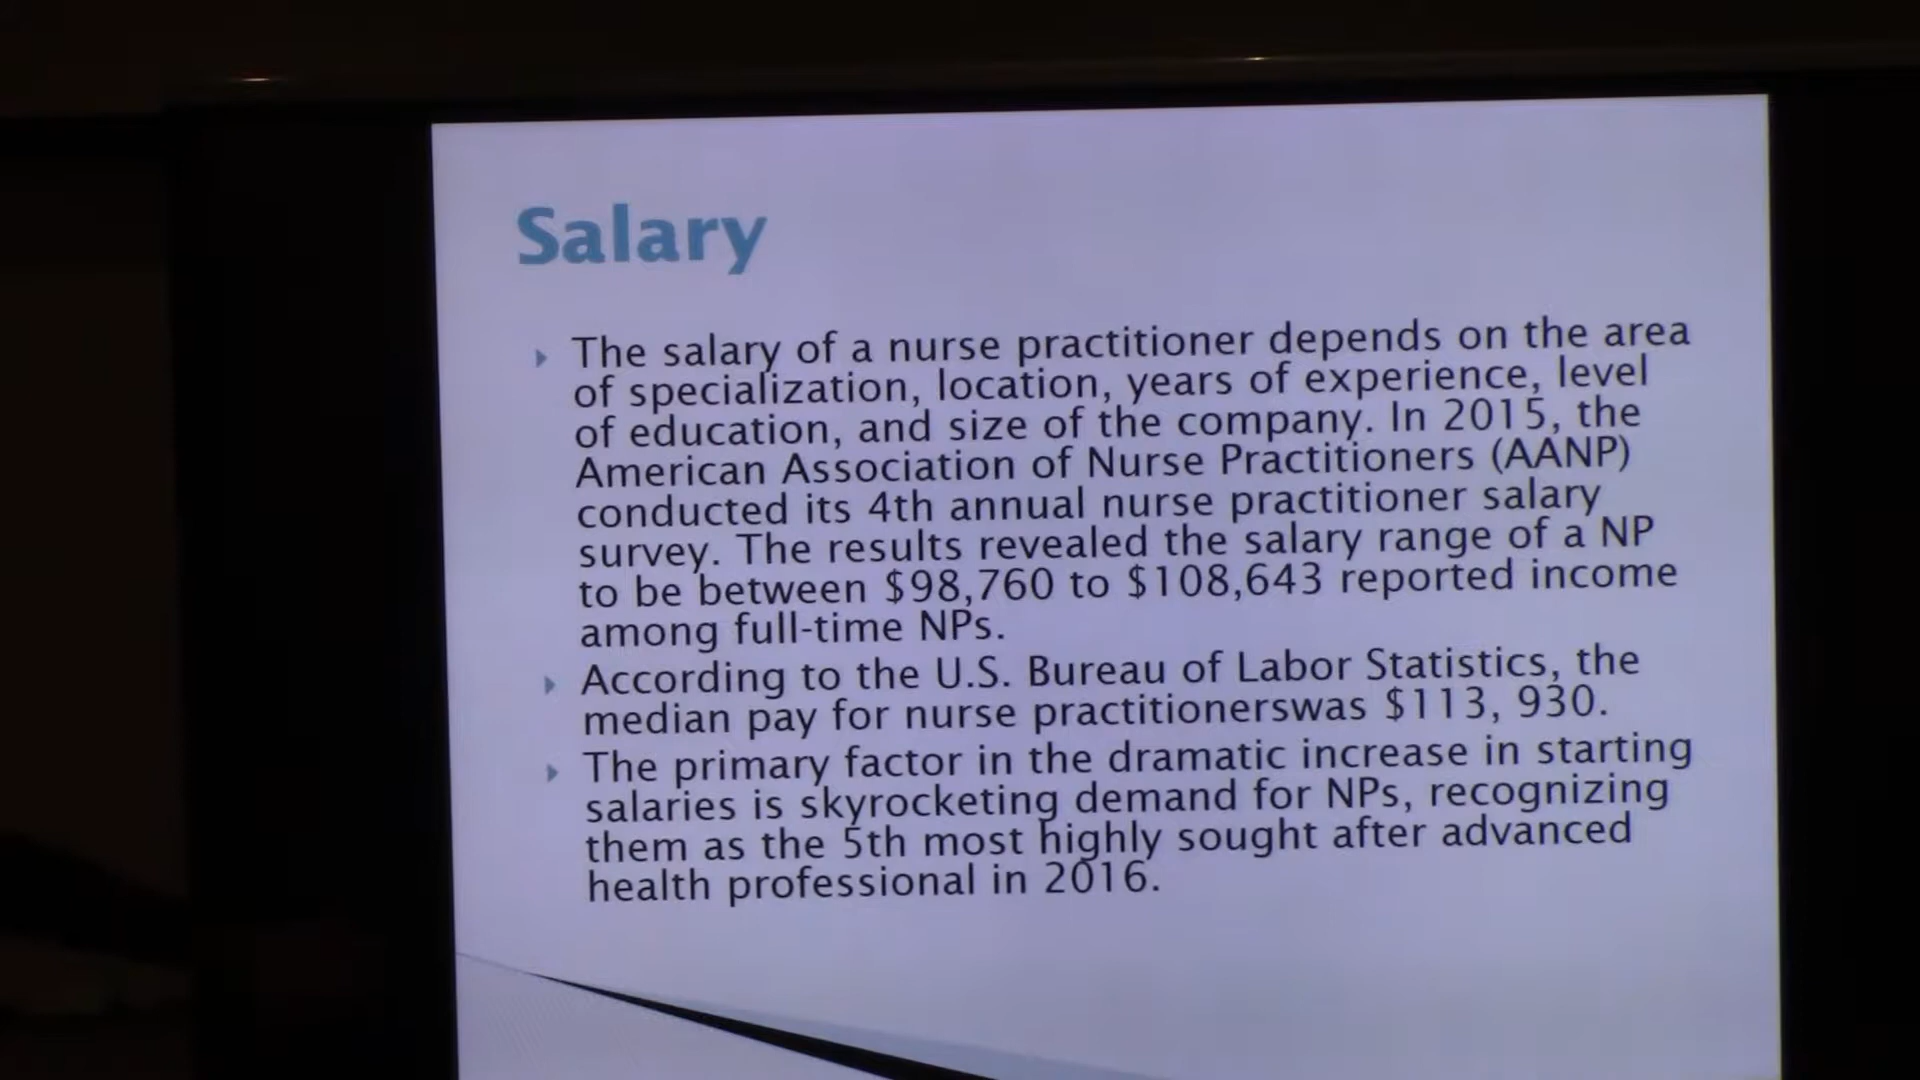 Salary
The salary of a nurse practitioner depends on the area
of specialization, location, years of experience, level
of education, and size of the company. In 2015, the
American Association of Nurse Practitioners (AANP)
conducted its 4th annual nurse practitioner salary
survey. The results revealed the salary range of a NP
to be between $98,760 to $108,643 reported income
among full-time NPs.
According to the U.S. Bureau of Labor Statistics, the
median pay for nurse practitionerswas $113, 930.
The primary factor in the dramatic increase in starting
salaries is skyrocketing demand for NPs, recognizing
them as the 5th most highly sought after advanced
health professional in 2016.